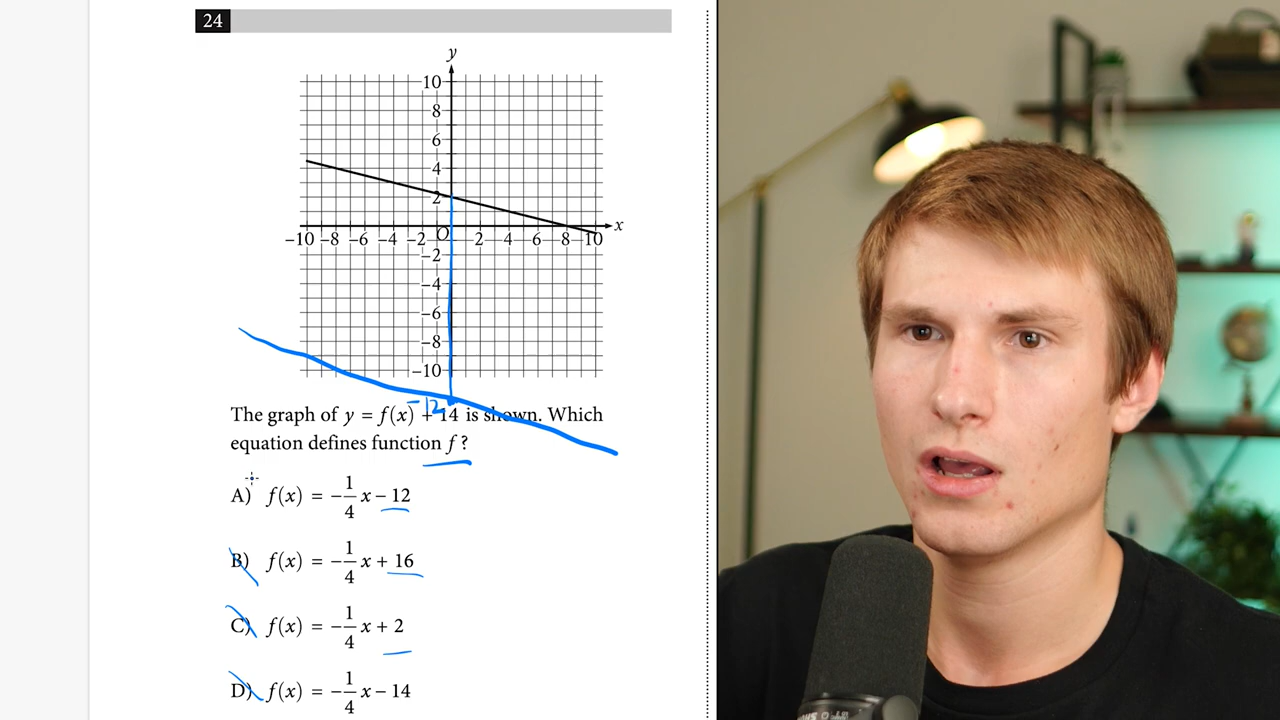 24
y
10
8
6
4
2
−10 −8 −6 −4 −2 O 2 4 6 8 10 x
−2
−4
−6
−8
−10
−12
The graph of y = f(x) + 14 is shown. Which
equation defines function f ?
A) f(x) = −1/4 x − 12
B) f(x) = −1/4 x + 16
C) f(x) = −1/4 x + 2
D) f(x) = −1/4 x − 14